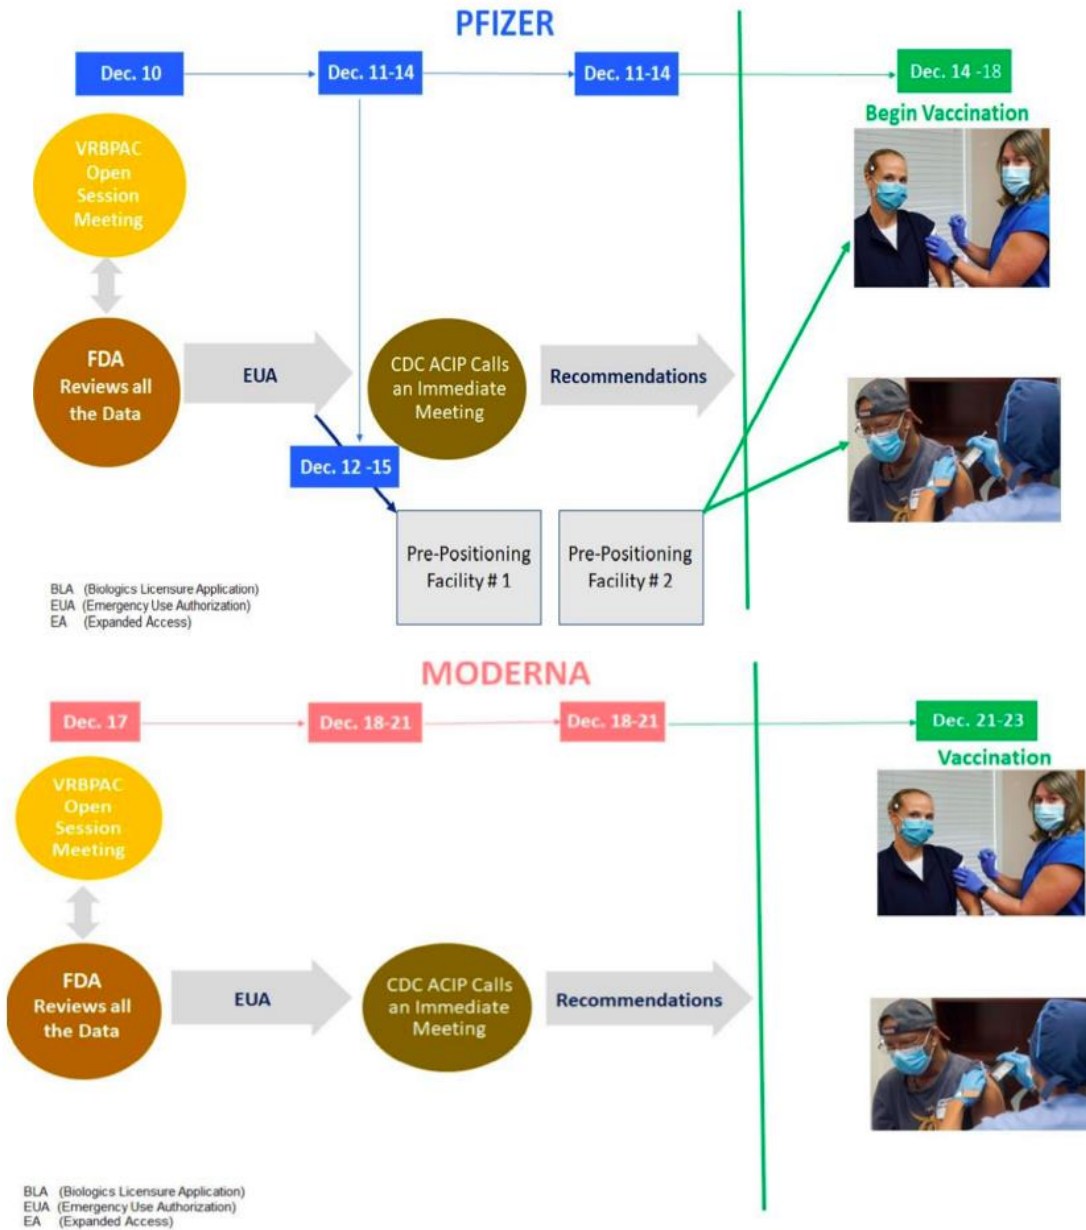 PFIZER
Dec. 10
Dec. 11-14
Dec. 11-14
Dec. 14 -18
Begin Vaccination
VRBPAC
Open
Session
Meeting
FDA
Reviews all
the Data
EUA
CDC ACIP Calls
an Immediate
Meeting
Recommendations
Dec. 12 -15
Pre-Positioning
Facility # 1
Pre-Positioning
Facility # 2
BLA (Biologics Licensure Application)
EUA (Emergency Use Authorization)
EA (Expanded Access)
MODERNA
Dec. 17
Dec. 18-21
Dec. 18-21
Dec. 21-23
Vaccination
VRBPAC
Open
Session
Meeting
FDA
Reviews all
the Data
EUA
CDC ACIP Calls
an Immediate
Meeting
Recommendations
BLA (Biologics Licensure Application)
EUA (Emergency Use Authorization)
EA (Expanded Access)